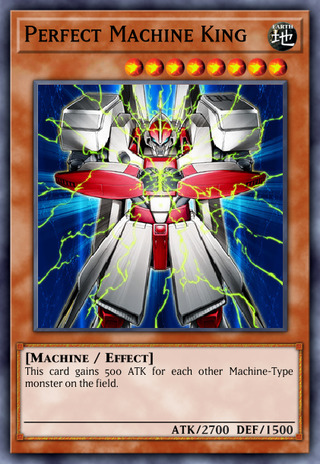 Perfect Machine King
EARTH
地
[Machine / Effect]
This card gains 500 ATK for each other Machine-Type
monster on the field.
ATK/2700 DEF/1500